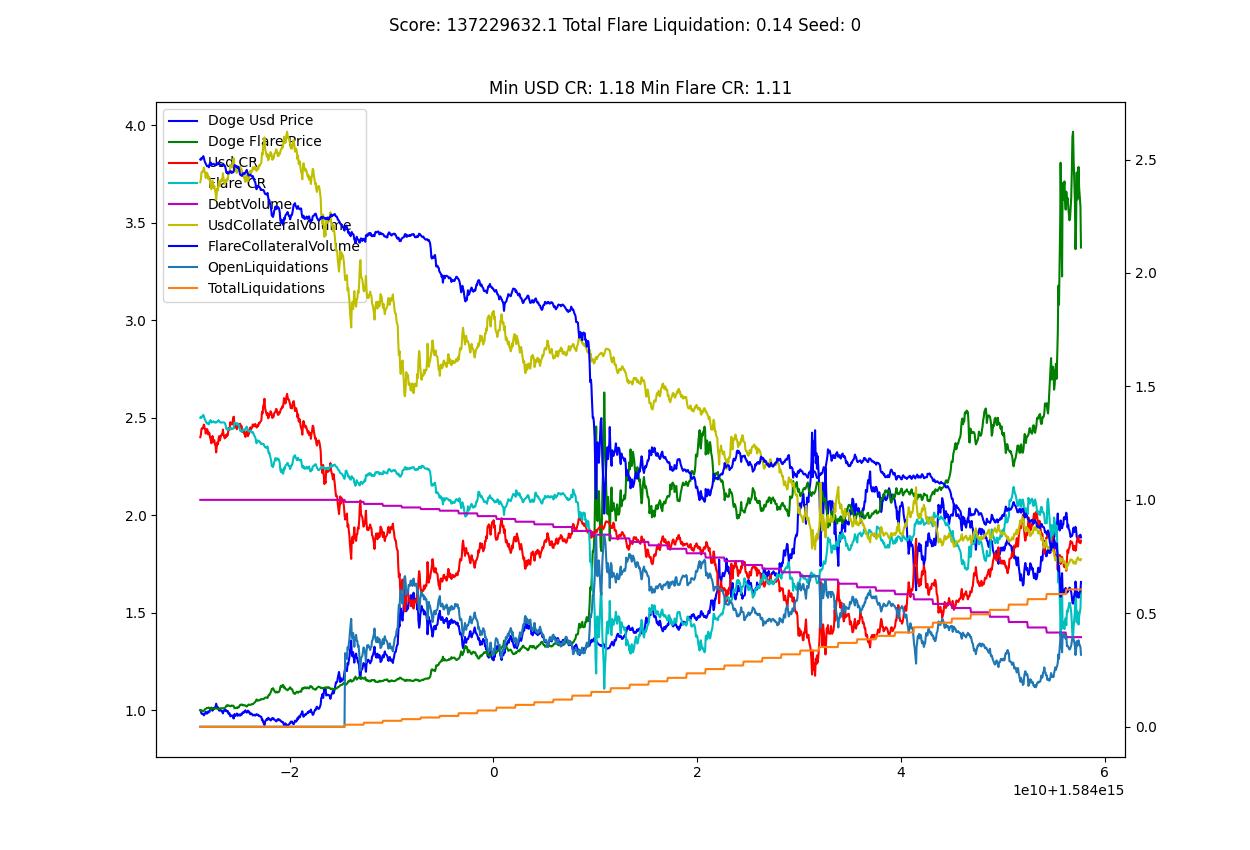 Score: 137229632.1 Total Flare Liquidation: 0.14 Seed: 0
Min USD CR: 1.18 Min Flare CR: 1.11
Doge Usd Price
Doge Flare Price
Usd CR
Flare CR
DebtVolume
UsdCollateralVolume
FlareCollateralVolume
OpenLiquidations
TotalLiquidations
4.0
3.5
3.0
2.5
2.0
1.5
1.0
2.5
2.0
1.5
1.0
0.5
0.0
−2
0
2
4
6
1e10+1.584e15